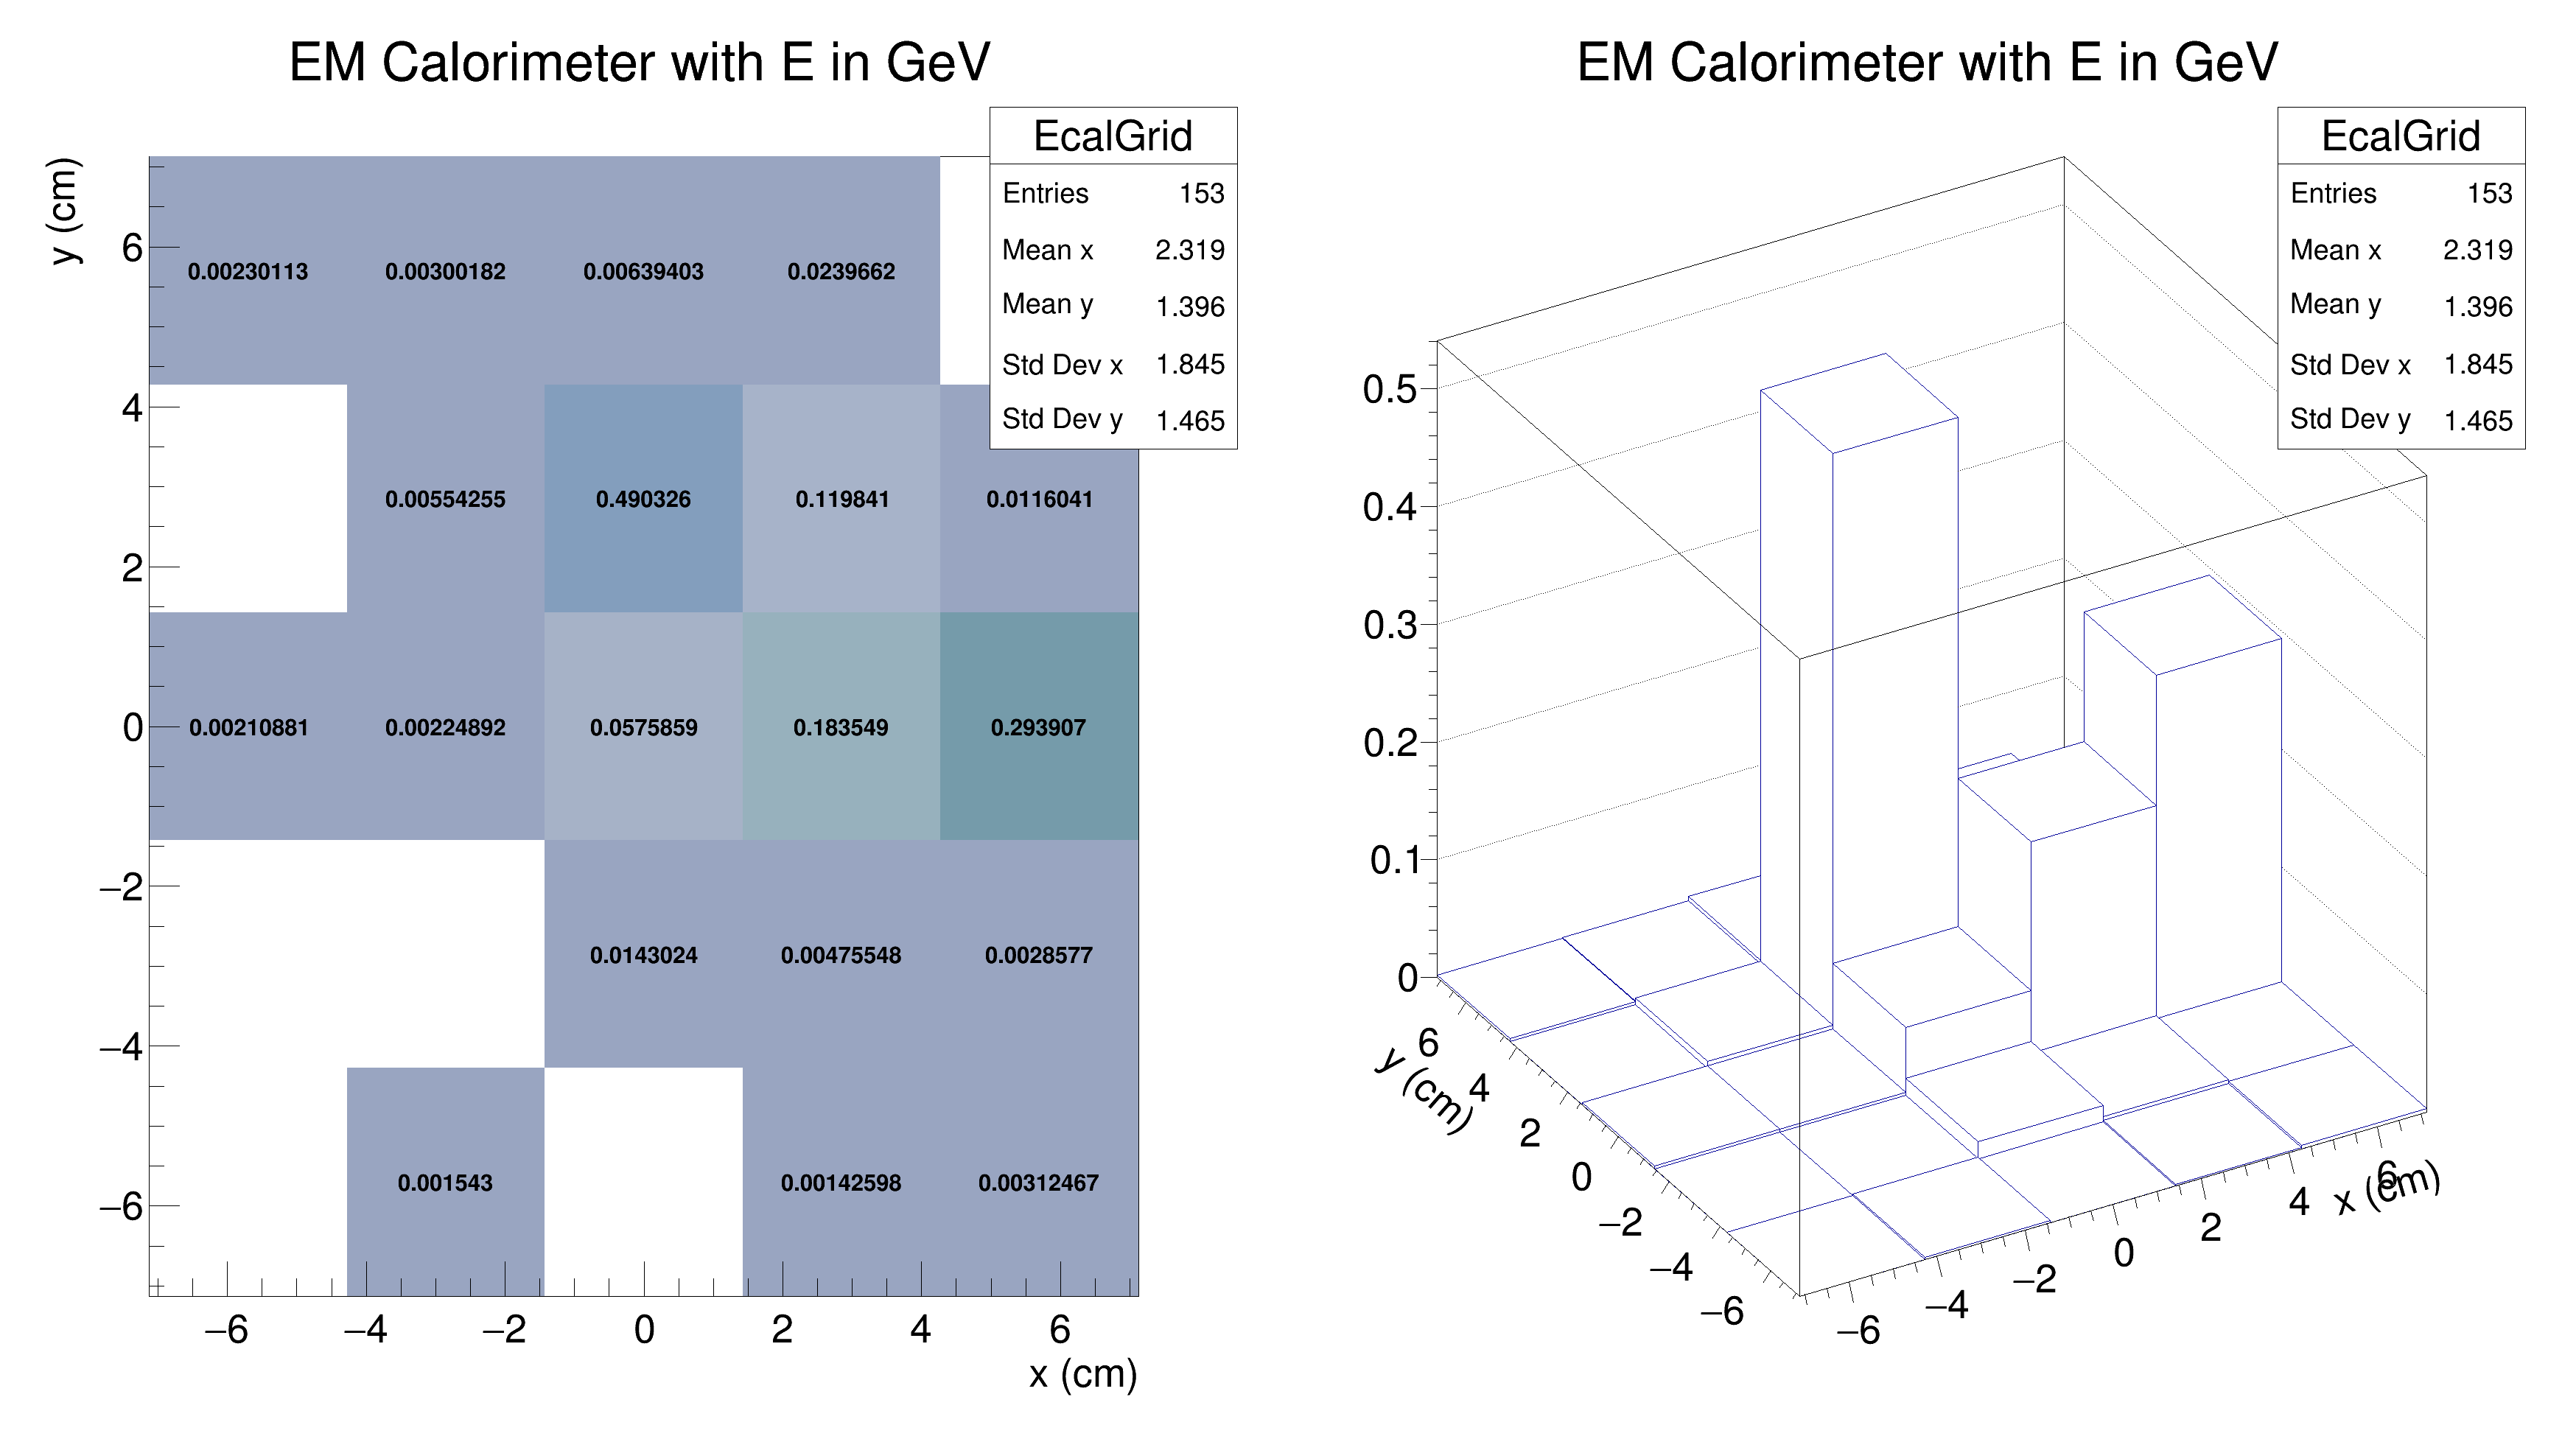 EM Calorimeter with E in GeV
EcalGrid
Entries 153
Mean x 2.319
Mean y 1.396
Std Dev x 1.845
Std Dev y 1.465
y (cm)
6
4
2
0
−2
−4
−6
0.00230113 0.00300182 0.00639403 0.0239662
0.00554255 0.490326 0.119841 0.0116041
0.00210881 0.00224892 0.0575859 0.183549 0.293907
0.0143024 0.00475548 0.0028577
0.001543 0.00142598 0.00312467
−6 −4 −2 0 2 4 6
x (cm)
EM Calorimeter with E in GeV
EcalGrid
Entries 153
Mean x 2.319
Mean y 1.396
Std Dev x 1.845
Std Dev y 1.465
0.5
0.4
0.3
0.2
0.1
0
6
4
2
0
−2
−4
−6
y (cm)
−6 −4 −2 0 2 4 6
x (cm)